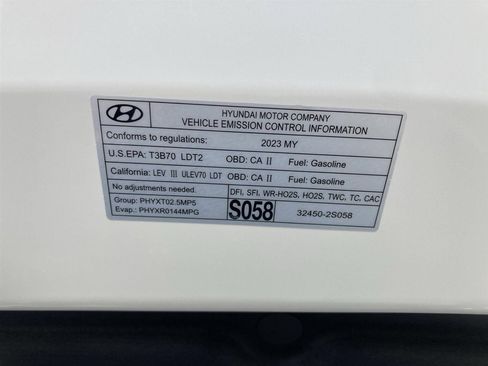 HYUNDAI MOTOR COMPANY
VEHICLE EMISSION CONTROL INFORMATION
Conforms to regulations: 2023 MY
U.S.EPA: T3B70 LDT2 OBD: CA II Fuel: Gasoline
California: LEV III ULEV70 LDT OBD: CA II Fuel: Gasoline
No adjustments needed. DFI, SFI, WR-HO2S, HO2S, TWC, TC, CAC
Group: PHYXT02.5MP5
Evap.: PHYXR0144MPG
S058
32450-2S058